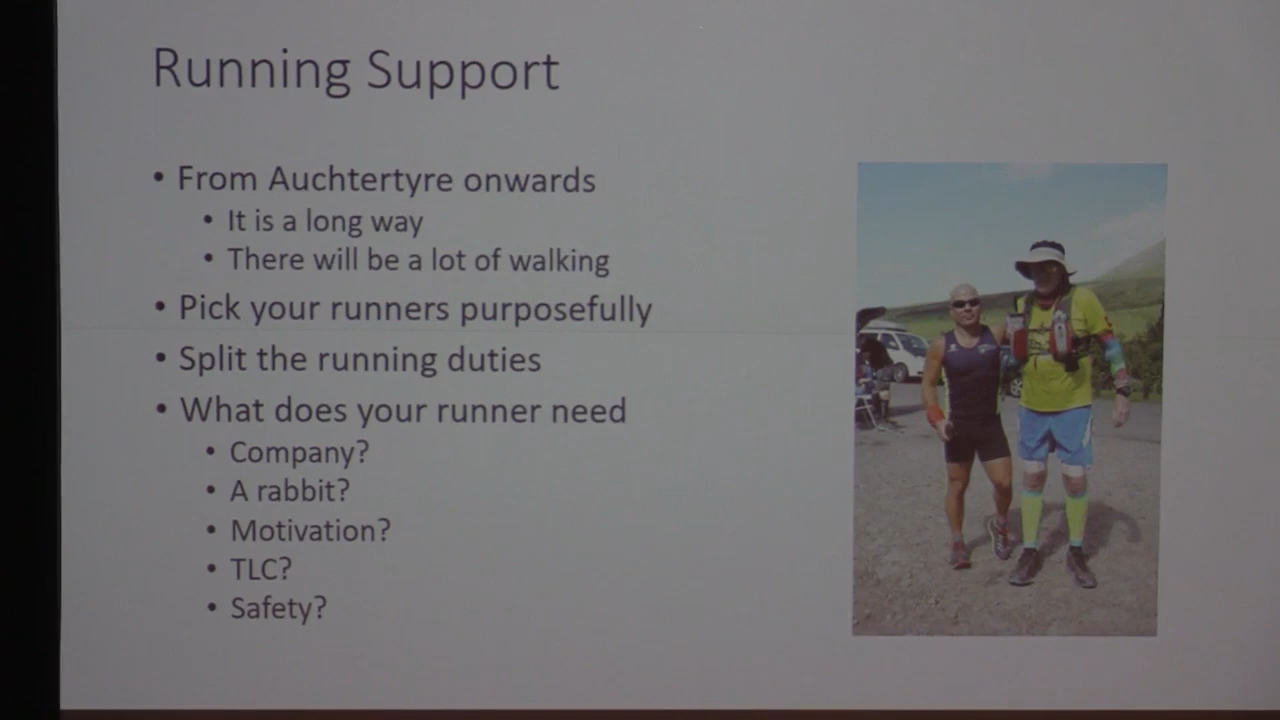 Running Support
• From Auchtertyre onwards
• It is a long way
• There will be a lot of walking
• Pick your runners purposefully
• Split the running duties
• What does your runner need
• Company?
• A rabbit?
• Motivation?
• TLC?
• Safety?